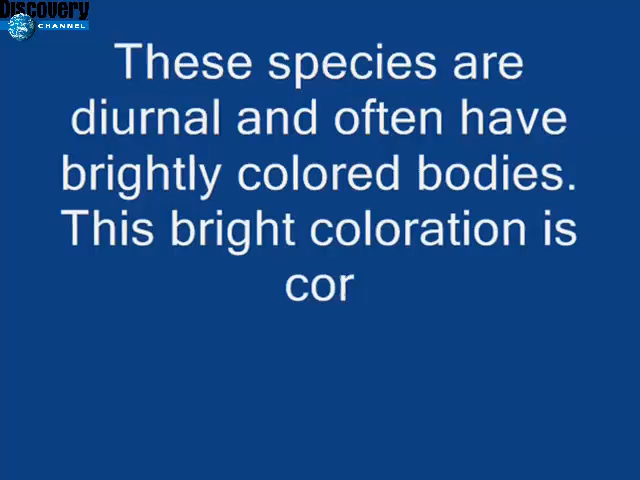 Discovery
CHANNEL
These species are
diurnal and often have
brightly colored bodies.
This bright coloration is
cor